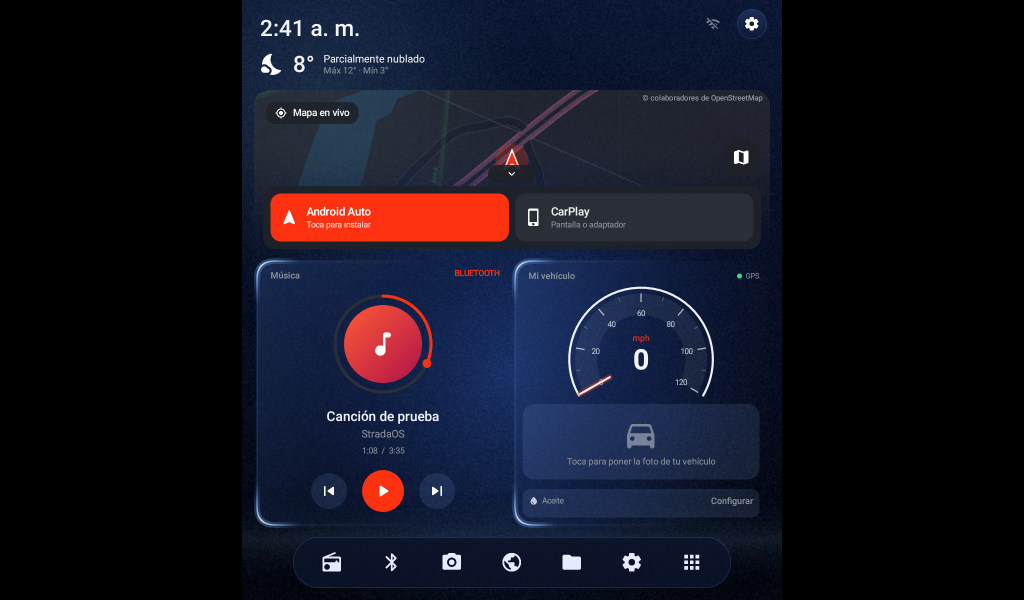 2:41 a. m.
8°
Parcialmente nublado
Máx 12° · Mín 3°
© colaboradores de OpenStreetMap
Mapa en vivo
Android Auto
Toca para instalar
CarPlay
Pantalla o adaptador
Música
BLUETOOTH
Canción de prueba
StradaOS
1:08 / 3:35
Mi vehículo
GPS
0
20
40
60
80
100
120
mph
0
Toca para poner la foto de tu vehículo
Aceite
Configurar